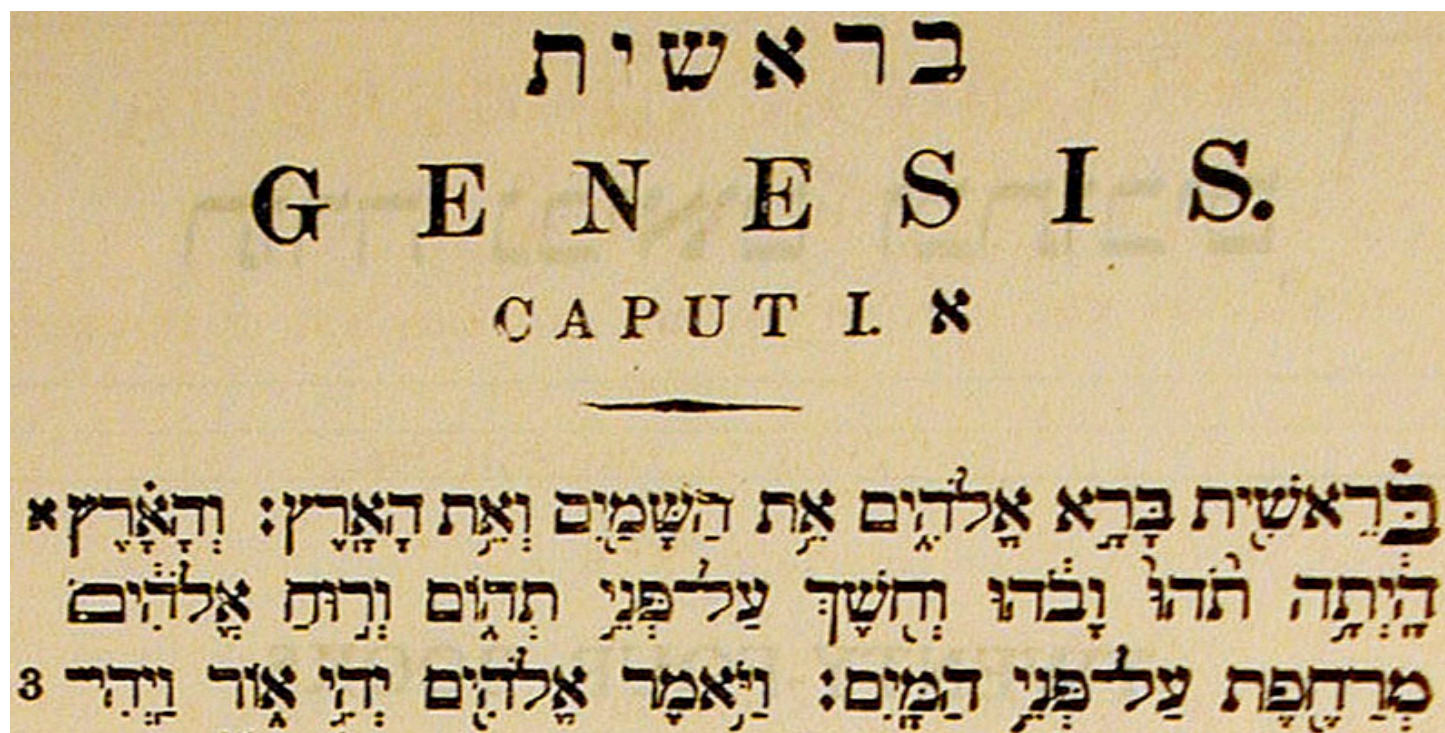 בראשית
GENESIS.
CAPUT I. א
בְּרֵאשִׁ֖ית בָּרָ֣א אֱלֹהִ֑ים אֵ֥ת הַשָּׁמַ֖יִם וְאֵ֥ת הָאָֽרֶץ׃ וְהָאָ֗רֶץ א
הָיְתָ֥ה תֹ֙הוּ֙ וָבֹ֔הוּ וְחֹ֖שֶׁךְ עַל־פְּנֵ֣י תְה֑וֹם וְר֣וּחַ אֱלֹהִ֔ים
מְרַחֶ֖פֶת עַל־פְּנֵ֥י הַמָּֽיִם׃ וַיֹּ֥אמֶר אֱלֹהִ֖ים יְהִ֣י א֑וֹר וַֽיְהִי־ 3